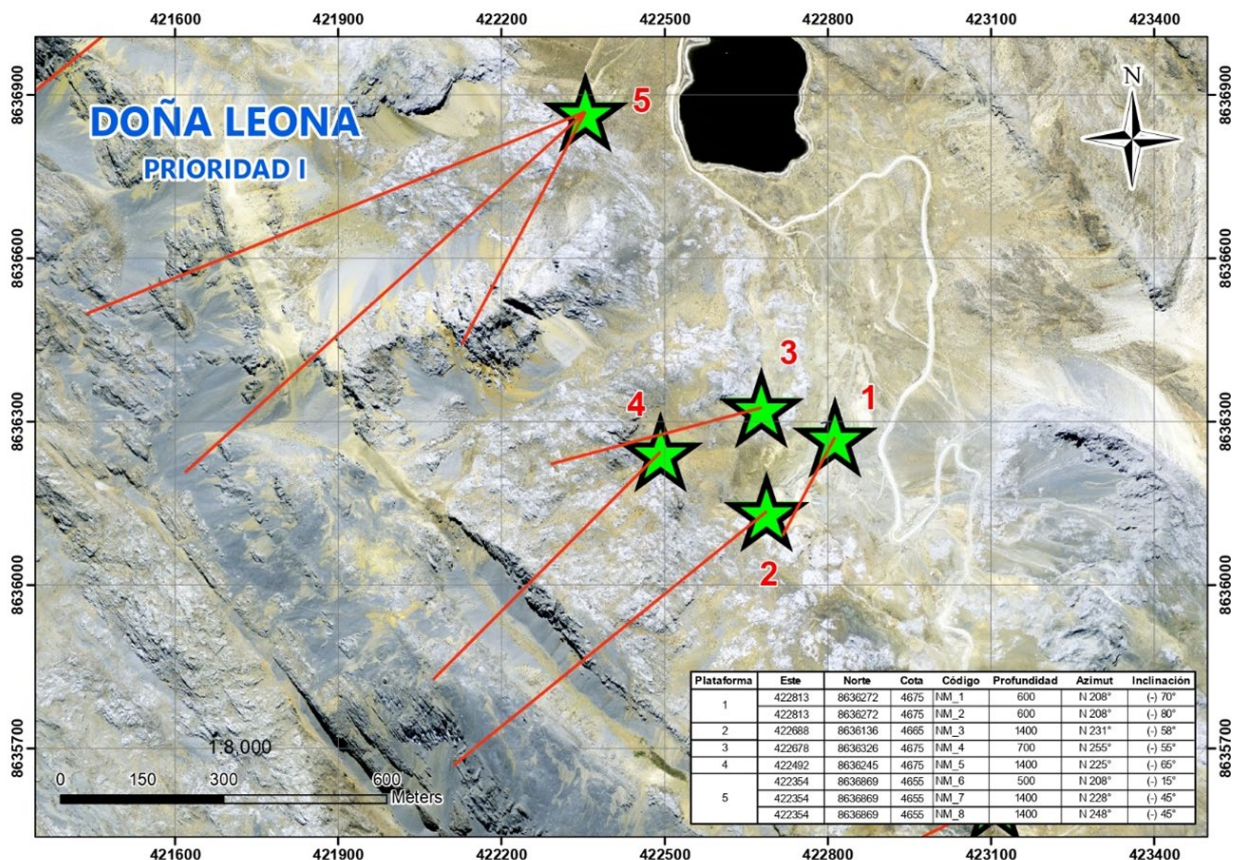 421600 421900 422200 422500 422800 423100 423400
8636900 8636900
N
DOÑA LEONA
PRIORIDAD I
5
8636600 8636600
3
4
1
8636300 8636300
2
8636000 8636000
Plataforma Este Norte Cota Código Profundidad Azimut Inclinación
1 422813 8636272 4675 NM_1 600 N 208° (-) 70°
422813 8636272 4675 NM_2 600 N 208° (-) 80°
2 422688 8636136 4665 NM_3 1400 N 231° (-) 58°
3 422678 8636326 4675 NM_4 700 N 255° (-) 55°
4 422492 8636245 4675 NM_5 1400 N 225° (-) 65°
5 422354 8636869 4655 NM_6 500 N 208° (-) 15°
422354 8636869 4655 NM_7 1400 N 228° (-) 45°
422354 8636869 4655 NM_8 1400 N 248° (-) 45°
8635700 8635700
1:8,000
0 150 300 600
Meters
421600 421900 422200 422500 422800 423100 423400